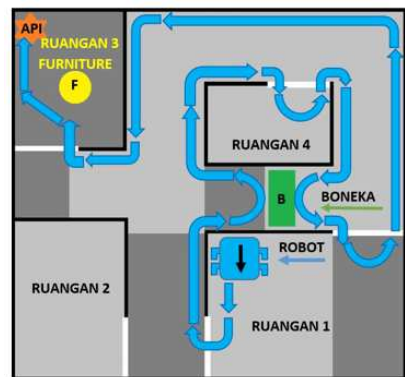 API
RUANGAN 3
FURNITURE
F
RUANGAN 4
B
BONEKA
ROBOT
RUANGAN 2
RUANGAN 1